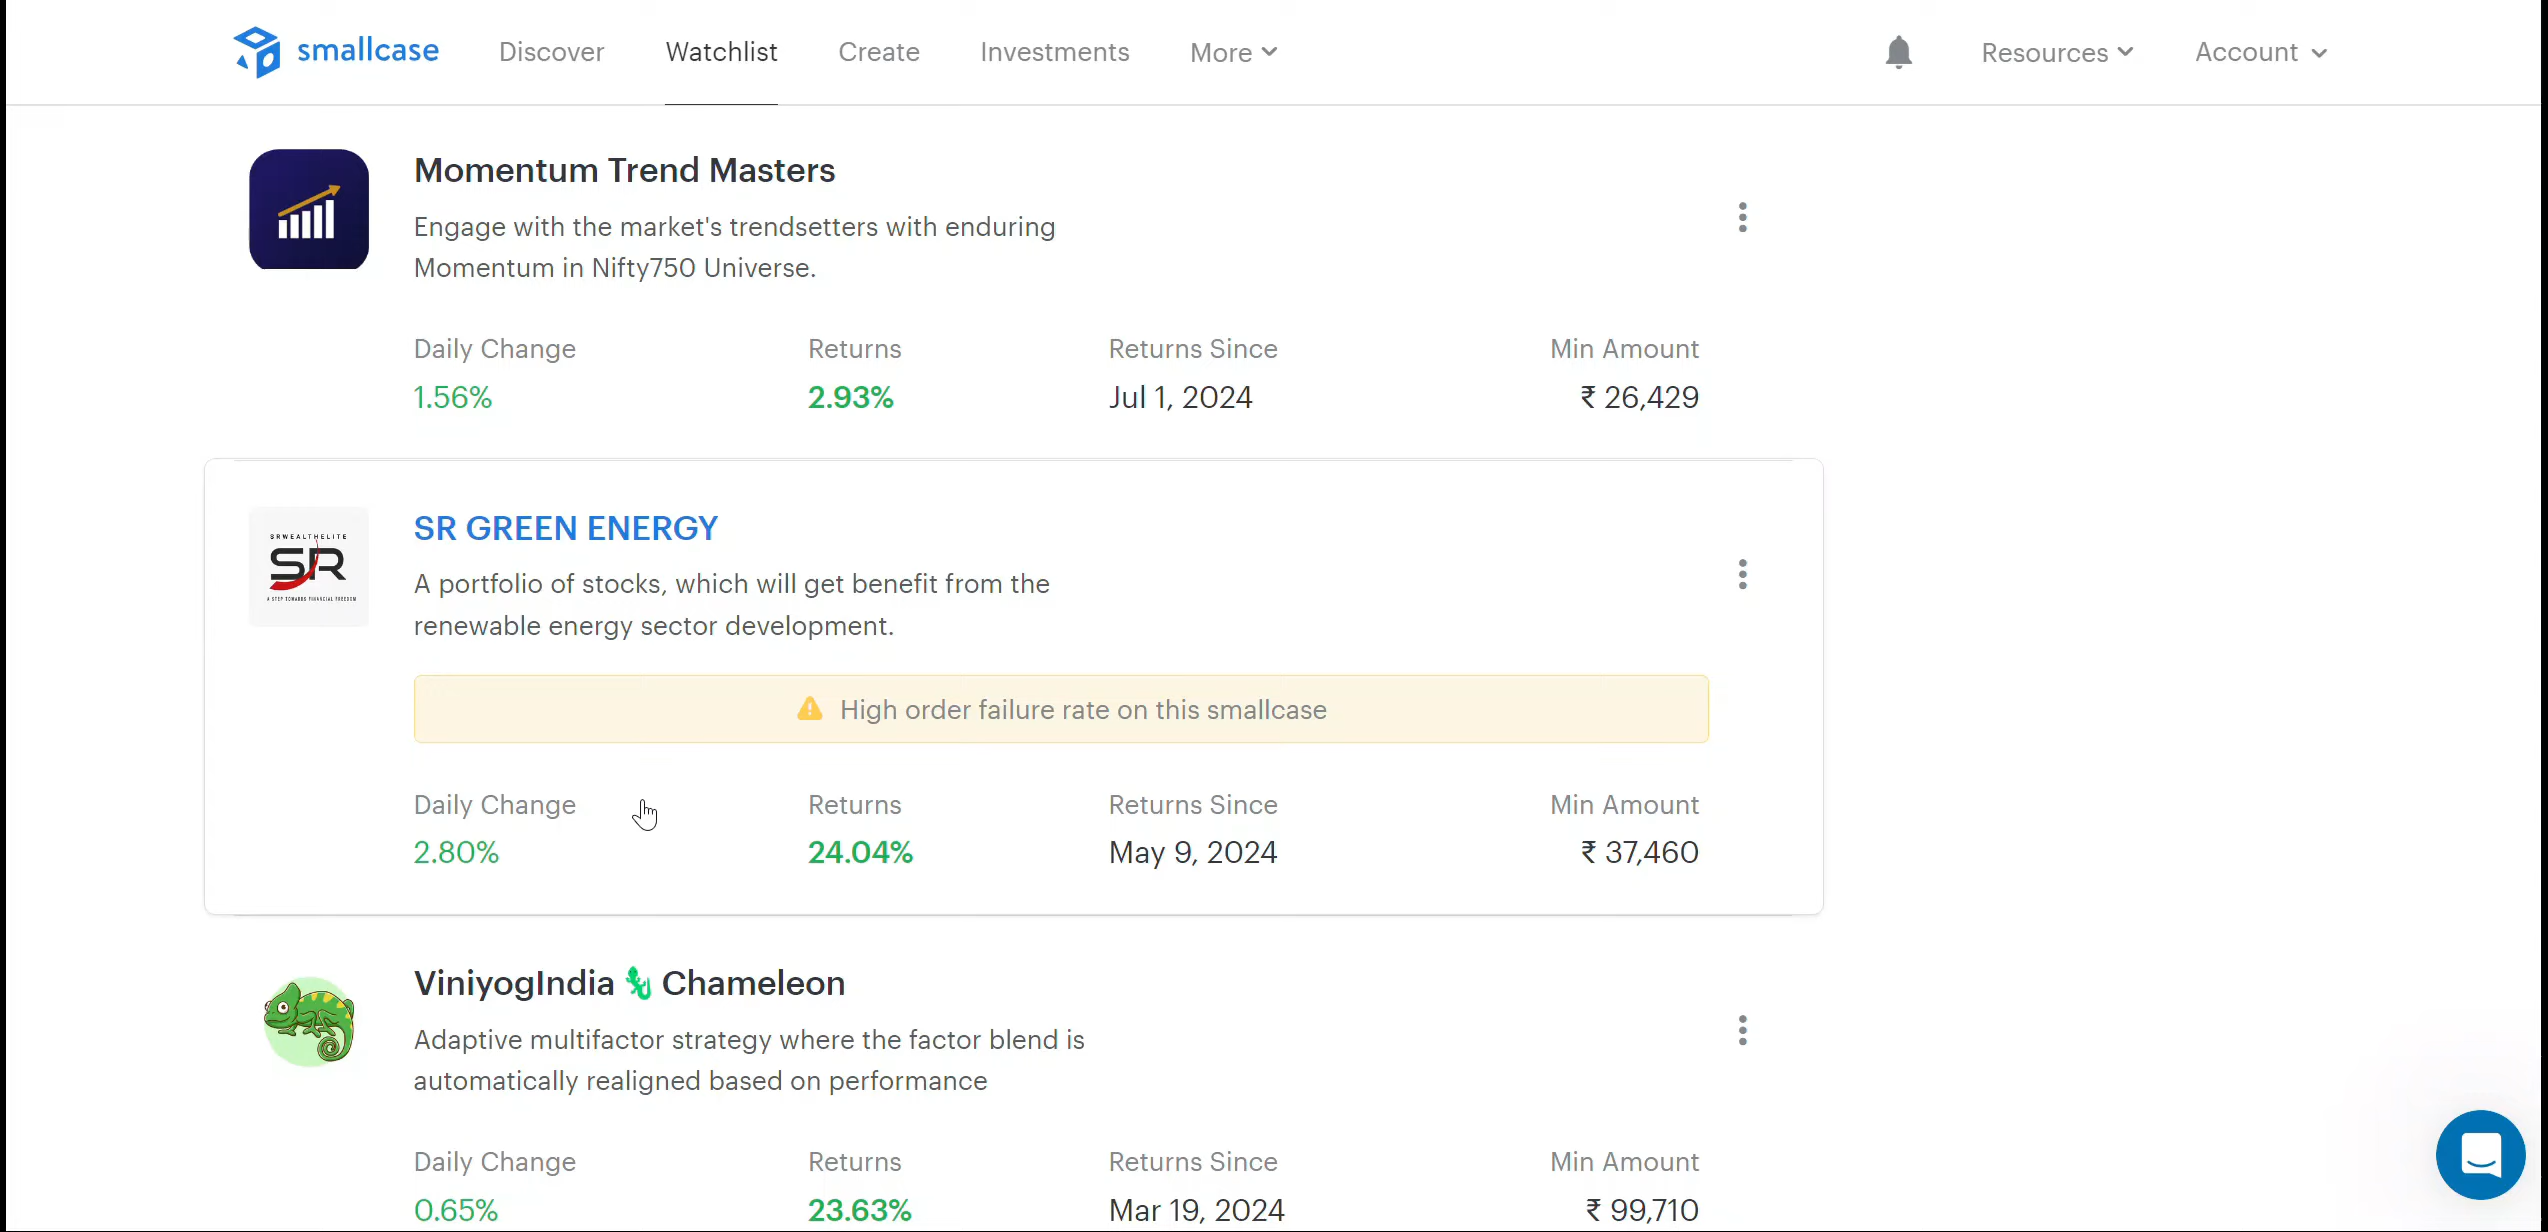 smallcase Discover Watchlist Create Investments More Resources Account
Momentum Trend Masters
Engage with the market's trendsetters with enduring
Momentum in Nifty750 Universe.
Daily Change Returns Returns Since Min Amount
1.56% 2.93% Jul 1, 2024 ₹ 26,429
SRWEALTHELITE
SR
A STEP TOWARDS FINANCIAL FREEDOM
SR GREEN ENERGY
A portfolio of stocks, which will get benefit from the
renewable energy sector development.
High order failure rate on this smallcase
Daily Change Returns Returns Since Min Amount
2.80% 24.04% May 9, 2024 ₹ 37,460
ViniyogIndia 🦎 Chameleon
Adaptive multifactor strategy where the factor blend is
automatically realigned based on performance
Daily Change Returns Returns Since Min Amount
0.65% 23.63% Mar 19, 2024 ₹ 99,710